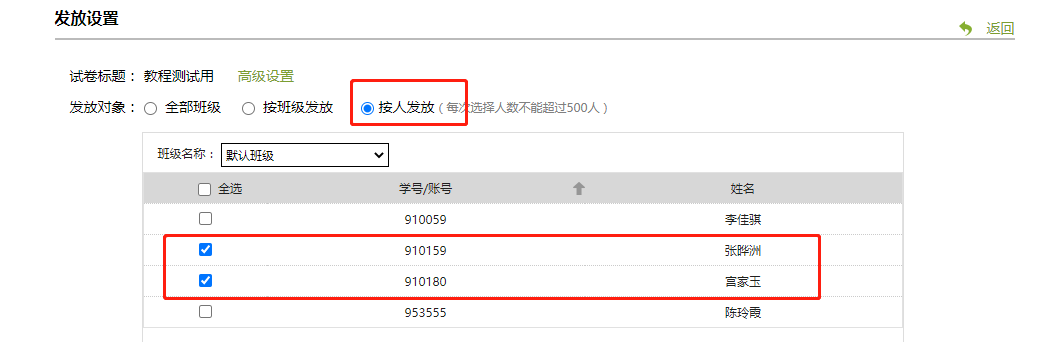 发放设置
返回
试卷标题： 教程测试用 高级设置
发放对象： 全部班级 按班级发放 按人发放（每次选择人数不能超过500人）
班级名称： 默认班级
全选 学号/账号 姓名
910059 李佳骐
910159 张晔洲
910180 宫家玉
953555 陈玲霞